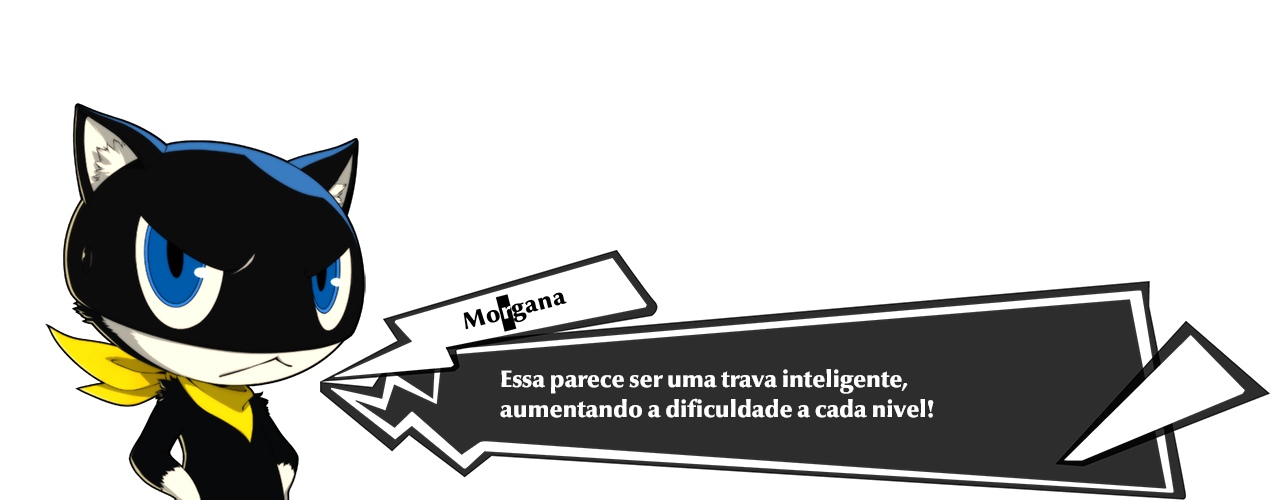 Morgana
Essa parece ser uma trava inteligente,
aumentando a dificuldade a cada nivel!